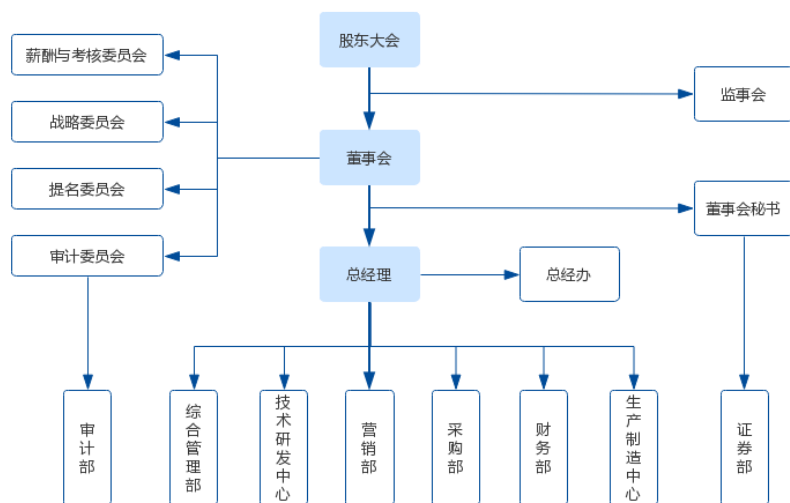 股东大会
薪酬与考核委员会
监事会
战略委员会
董事会
提名委员会
董事会秘书
审计委员会
总经理
总经办
审计部
综合管理部
技术研发中心
营销部
采购部
财务部
生产制造中心
证券部